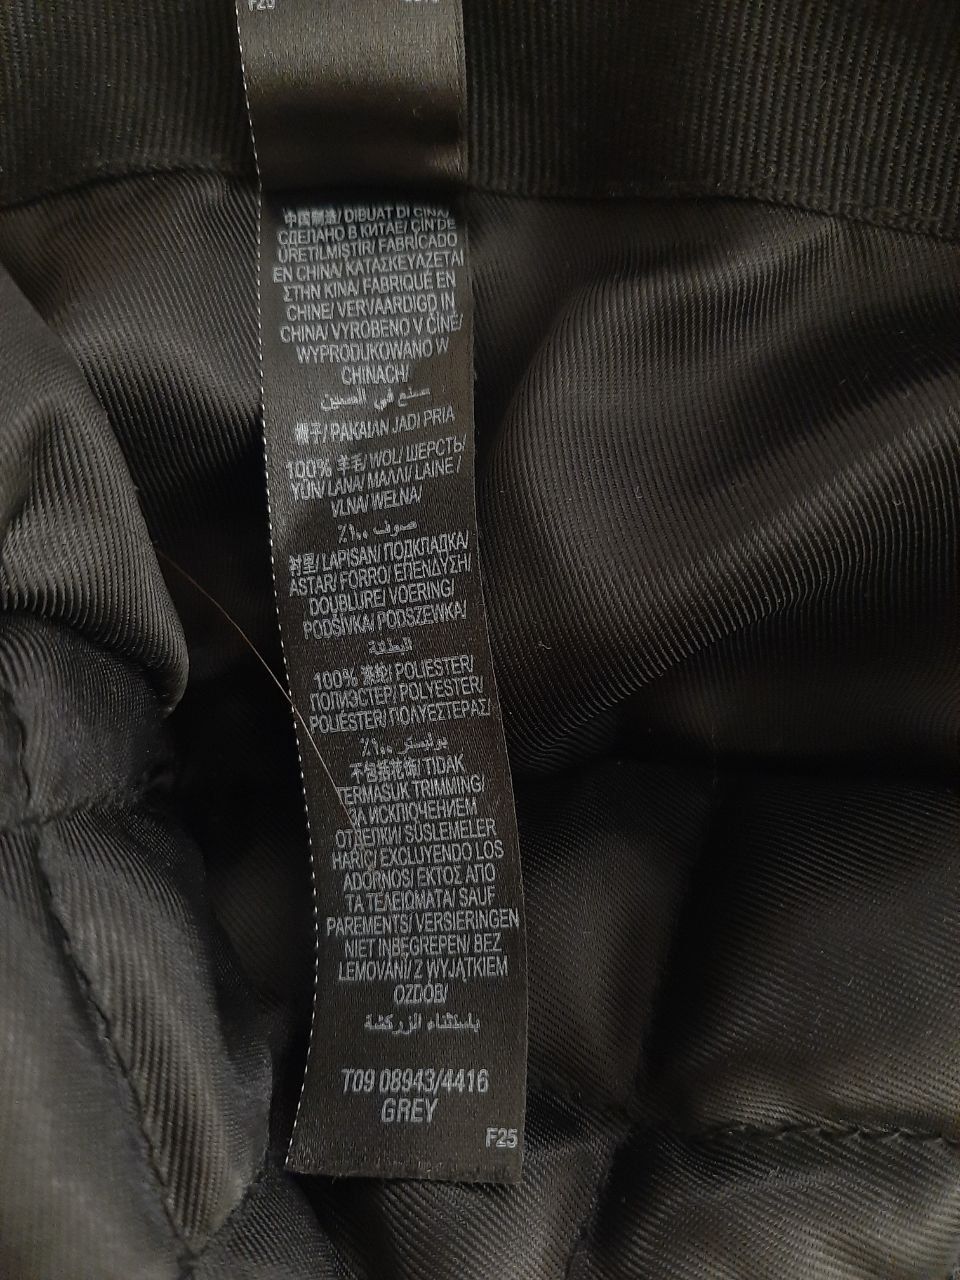 F25
中国制造/ DIBUAT DI CINA/
СДЕЛАНО В КИТАЕ/ ÇİN'DE
ÜRETİLMİŞTİR/ FABRICADO
EN CHINA/ ΚΑΤΑΣΚΕΥΑΖΕΤΑΙ
ΣΤΗΝ ΚΙΝΑ/ FABRIQUÉ EN
CHINE/ VERVAARDIGD IN
CHINA/ VYROBENO V ČÍNĚ/
WYPRODUKOWANO W
CHINACH/
صنع في الصين
帽子/ PAKAIAN JADI PRIA
100% 羊毛/ WOL/ ШЕРСТЬ/
YÜN/ LANA/ ΜΑΛΛΙ/ LAINE/
VLNA/ WEŁNA/
صوف ١٠٠٪
衬里/ LAPISAN/ ПОДКЛАДКА/
ASTAR/ FORRO/ ΕΠΕΝΔΥΣΗ/
DOUBLURE/ VOERING/
PODŠÍVKA/ PODSZEWKA/
البطانة
100% 涤纶/ POLIESTER/
ПОЛИЭСТЕР/ POLYESTER/
POLIÉSTER/ ΠΟΛΥΕΣΤΕΡΑΣ/
بوليستر ١٠٠٪
不包括花饰/ TIDAK
TERMASUK TRIMMING/
ЗА ИСКЛЮЧЕНИЕМ
ОТДЕЛКИ/ SÜSLEMELER
HARİÇ/ EXCLUYENDO LOS
ADORNOS/ ΕΚΤΟΣ ΑΠΟ
ΤΑ ΤΕΛΕΙΩΜΑΤΑ/ SAUF
PAREMENTS/ VERSIERINGEN
NIET INBEGREPEN/ BEZ
LEMOVÁNÍ/ Z WYJĄTKIEM
OZDÓB/
باستثناء الزركشة
T09 08943/4416
GREY
F25